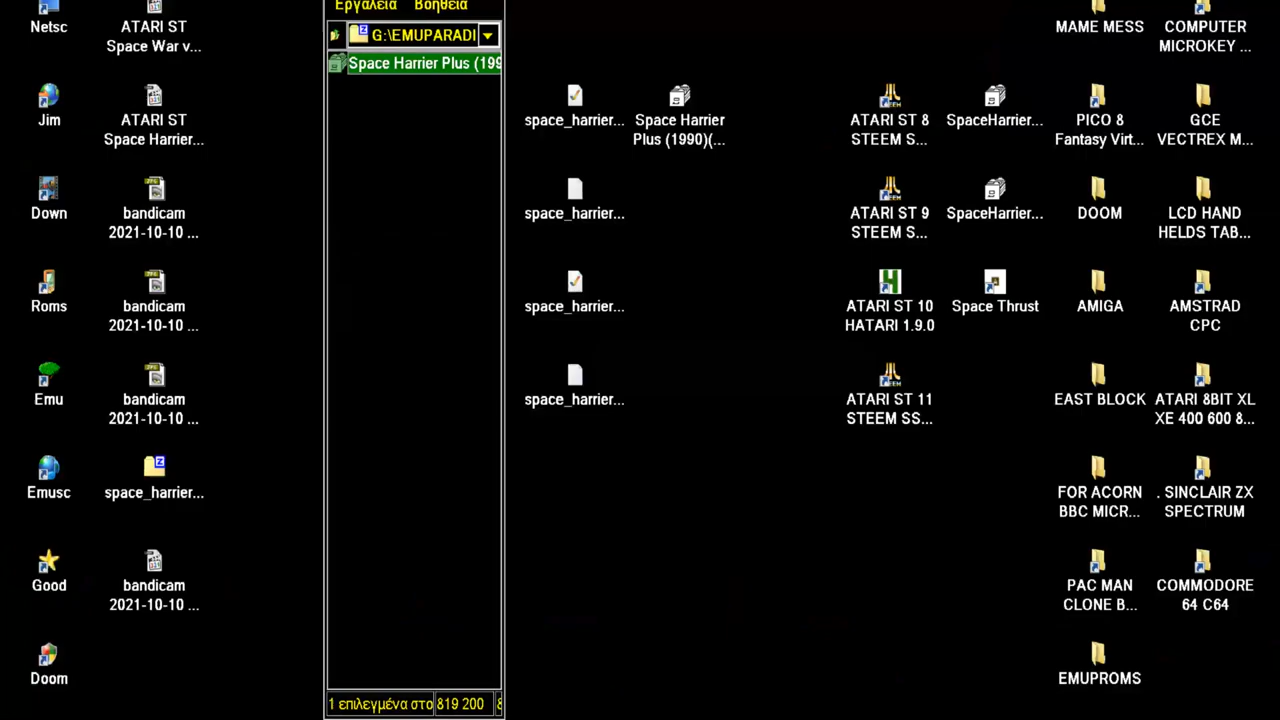 Εργαλεία Βοήθεια
G:\EMUPARADI
Space Harrier Plus (199
1 επιλεγμένα στο
819 200
Netsc
Jim
Down
Roms
Emu
Emusc
Good
Doom
ATARI ST
Space War v...
ATARI ST
Space Harrier...
bandicam
2021-10-10 ...
bandicam
2021-10-10 ...
bandicam
2021-10-10 ...
space_harrier...
bandicam
2021-10-10 ...
space_harrier...
space_harrier...
space_harrier...
space_harrier...
Space Harrier
Plus (1990)(...
ATARI ST 8
STEEM S...
ATARI ST 9
STEEM S...
ATARI ST 10
HATARI 1.9.0
ATARI ST 11
STEEM SS...
SpaceHarrier...
SpaceHarrier...
Space Thrust
MAME MESS
PICO 8
Fantasy Virt...
DOOM
AMIGA
EAST BLOCK
FOR ACORN
BBC MICR...
PAC MAN
CLONE B...
EMUPROMS
COMPUTER
MICROKEY ...
GCE
VECTREX M...
LCD HAND
HELDS TAB...
AMSTRAD
CPC
ATARI 8BIT XL
XE 400 600 8...
. SINCLAIR ZX
SPECTRUM
COMMODORE
64 C64